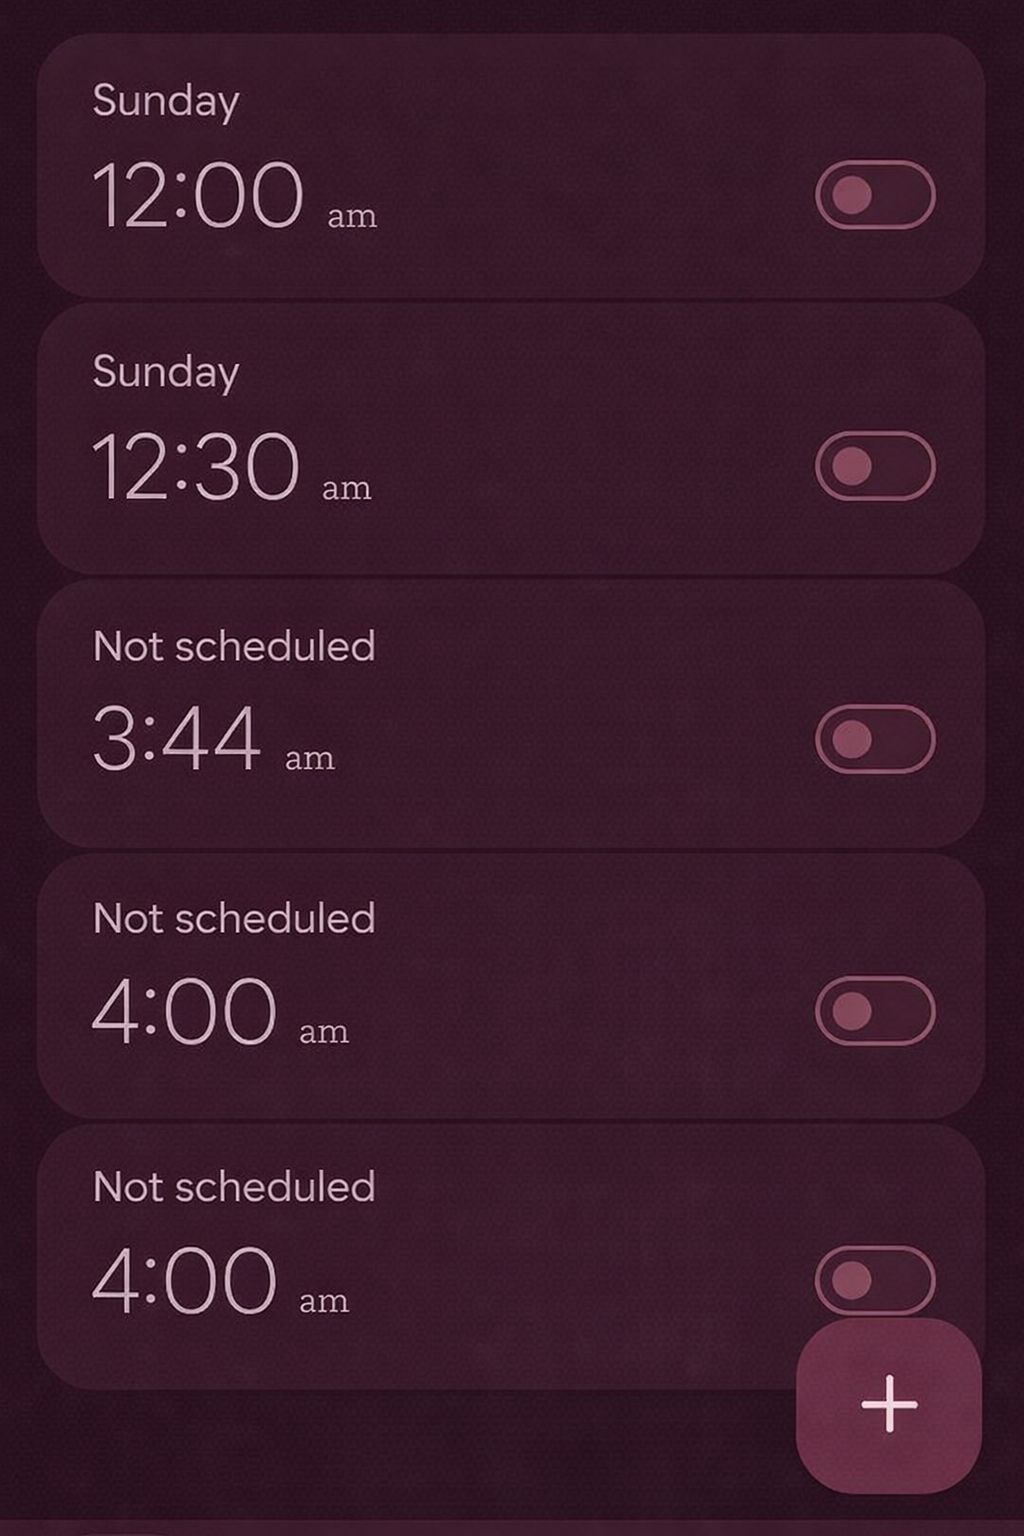 Sunday
12:00 am
Sunday
12:30 am
Not scheduled
3:44 am
Not scheduled
4:00 am
Not scheduled
4:00 am